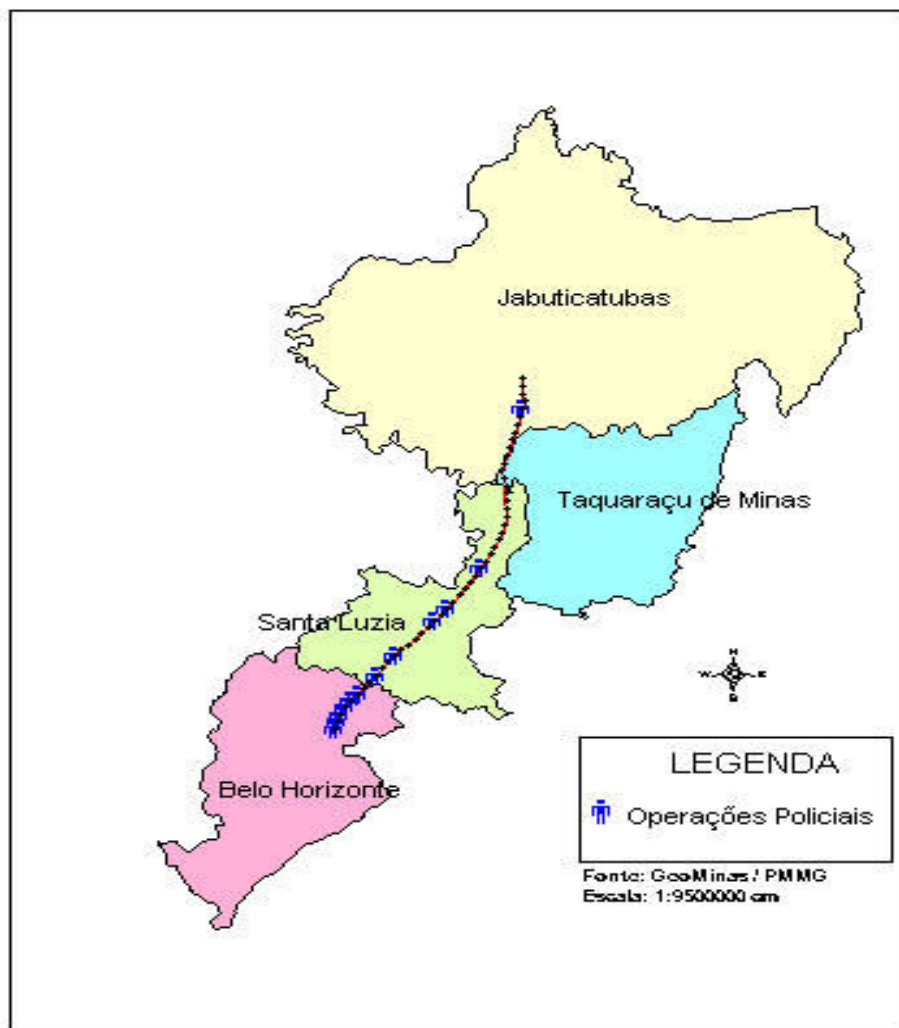 Jabuticatubas
Taquaraçu de Minas
Santa Luzia
N
W E
S
LEGENDA
Belo Horizonte
Operações Policiais
Fonte: GeoMinas / PMMG
Escala: 1:9500000 cm